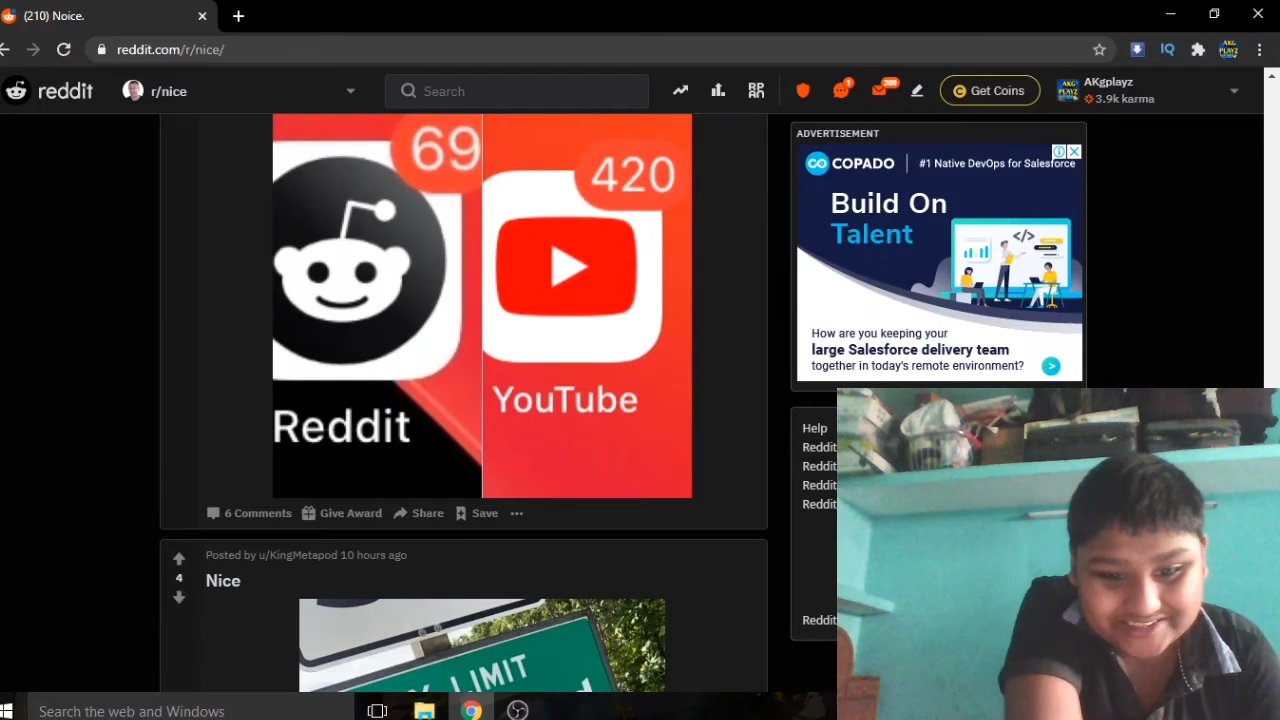 (210) Noice.
reddit.com/r/nice/
IQ
reddit
r/nice
Search
1
299
Get Coins
AKgplayz
3.9k karma
69
420
Reddit
YouTube
6 Comments
Give Award
Share
Save
Posted by u/KingMetapod 10 hours ago
4
Nice
LIMIT
ADVERTISEMENT
COPADO
#1 Native DevOps for Salesforce
Build On
Talent
</>
How are you keeping your
large Salesforce delivery team
together in today's remote environment?
Help
Reddit
Reddit
Reddit
Reddit
Reddit
Search the web and Windows